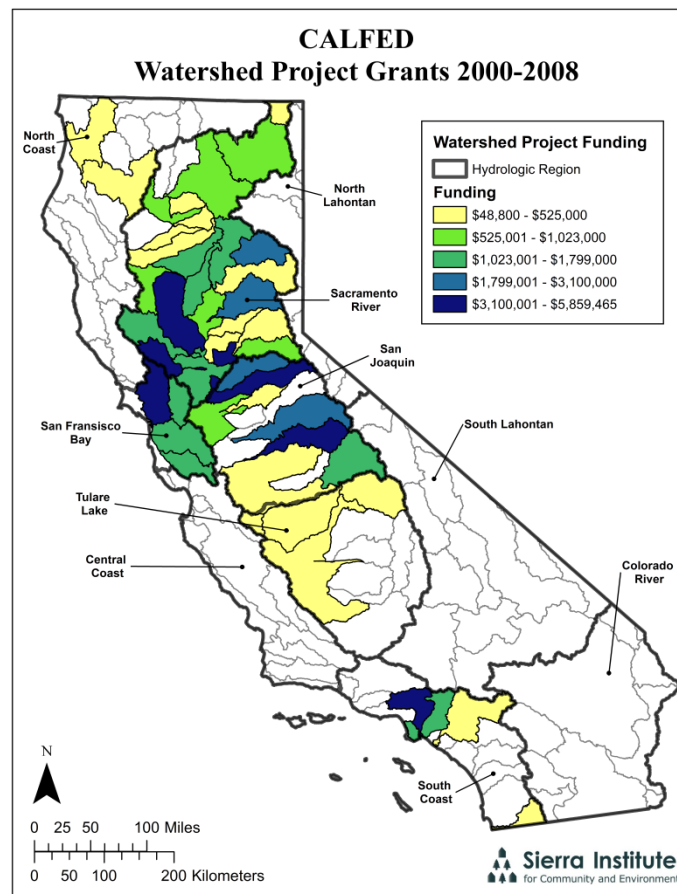 CALFED
Watershed Project Grants 2000-2008
North
Coast
North
Lahontan
Sacramento
River
San
Joaquin
San Fransisco
Bay
South Lahontan
Tulare
Lake
Central
Coast
Colorado
River
South
Coast
Watershed Project Funding
Hydrologic Region
Funding
$48,800 - $525,000
$525,001 - $1,023,000
$1,023,001 - $1,799,000
$1,799,001 - $3,100,000
$3,100,001 - $5,859,465
N
0 25 50 100 Miles
0 50 100 200 Kilometers
Sierra Institute
for Community and Environment